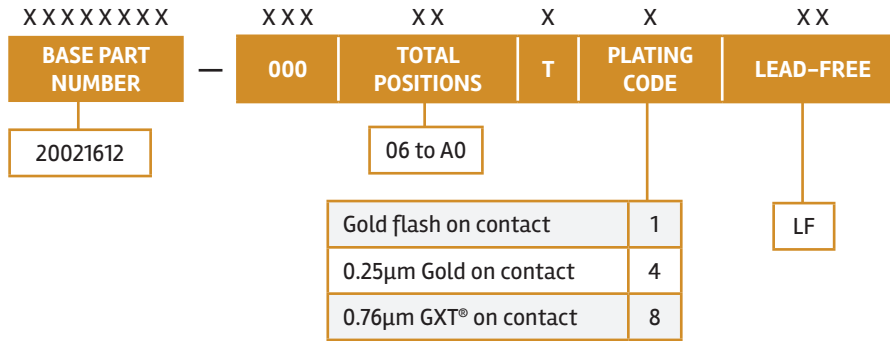 XXXXXXXX XXX XX X X XX
BASE PART NUMBER — 000 TOTAL POSITIONS T PLATING CODE LEAD-FREE
20021612
06 to A0
Gold flash on contact 1
0.25µm Gold on contact 4
0.76µm GXT® on contact 8
LF